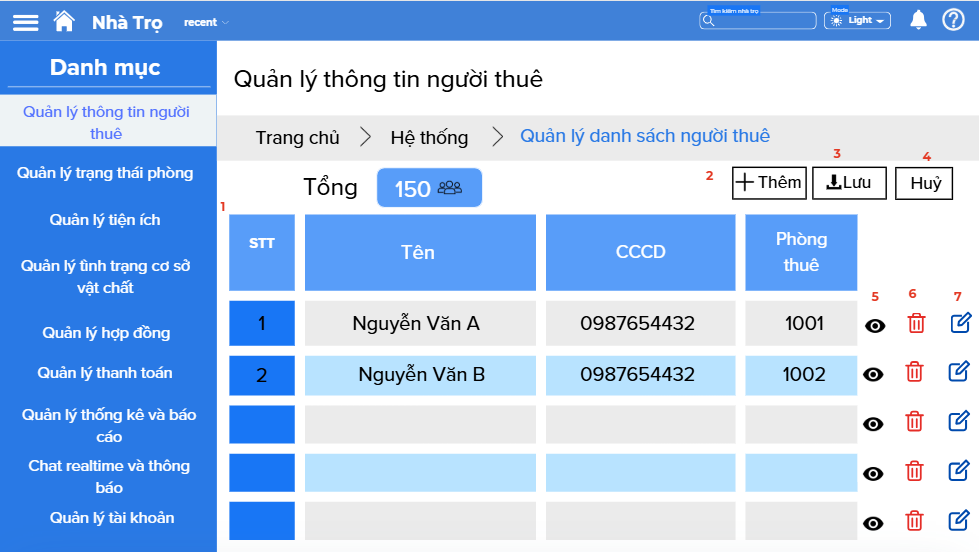 Nhà Trọ
recent
Tìm kiếm nhà trọ
Mode
Light
Danh mục
Quản lý thông tin người
thuê
Quản lý trạng thái phòng
Quản lý tiện ích
Quản lý tình trạng cơ sở
vật chất
Quản lý hợp đồng
Quản lý thanh toán
Quản lý thống kê và báo
cáo
Chat realtime và thông
báo
Quản lý tài khoản
Quản lý thông tin người thuê
Trang chủ > Hệ thống > Quản lý danh sách người thuê
Tổng 150
2 Thêm
3 Lưu
4 Huỷ
1
STT Tên CCCD Phòng
thuê
5 6 7
1 Nguyễn Văn A 0987654432 1001
2 Nguyễn Văn B 0987654432 1002